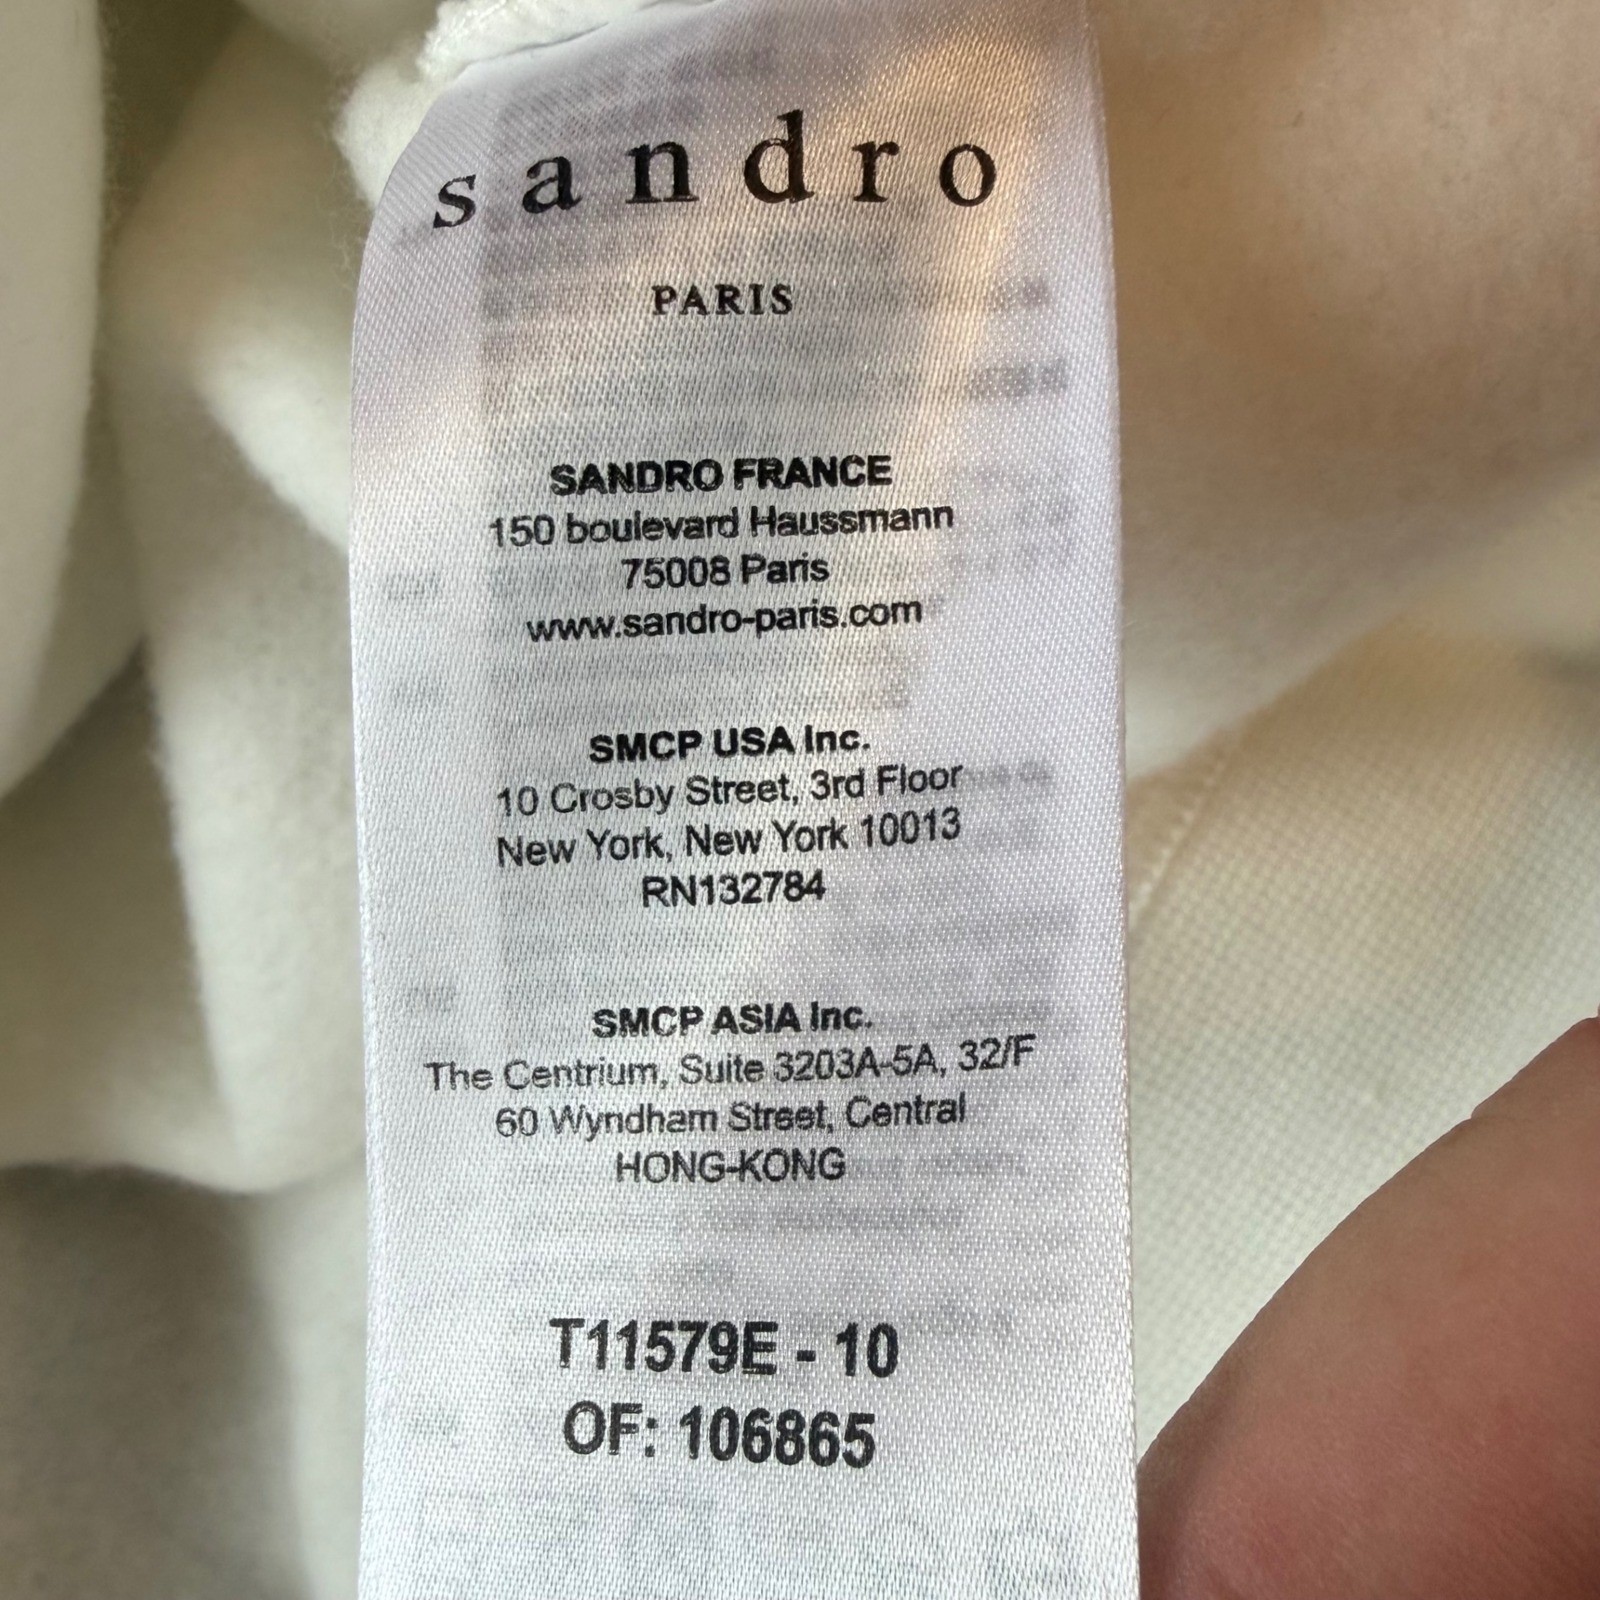 sandro
PARIS
SANDRO FRANCE
150 boulevard Haussmann
75008 Paris
www.sandro-paris.com
SMCP USA Inc.
10 Crosby Street, 3rd Floor
New York, New York 10013
RN132784
SMCP ASIA Inc.
The Centrium, Suite 3203A-5A, 32/F
60 Wyndham Street, Central
HONG-KONG
T11579E - 10
OF: 106865